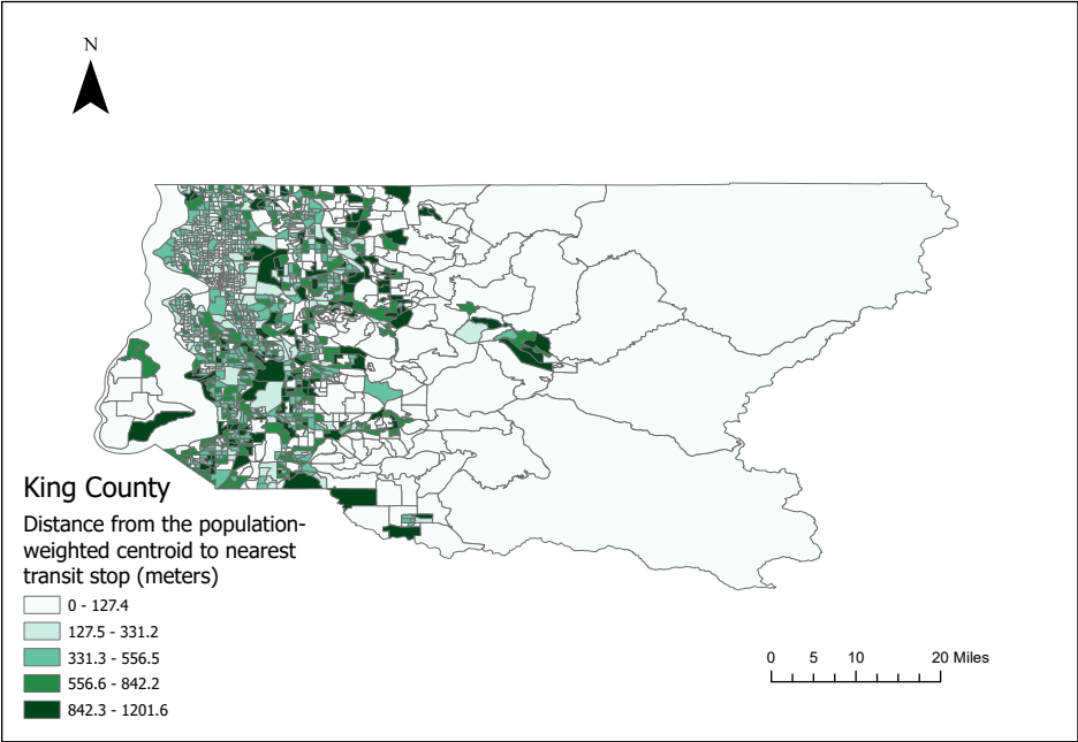 N
King County
Distance from the population-
weighted centroid to nearest
transit stop (meters)
0 - 127.4
127.5 - 331.2
331.3 - 556.5
556.6 - 842.2
842.3 - 1201.6
0 5 10 20 Miles